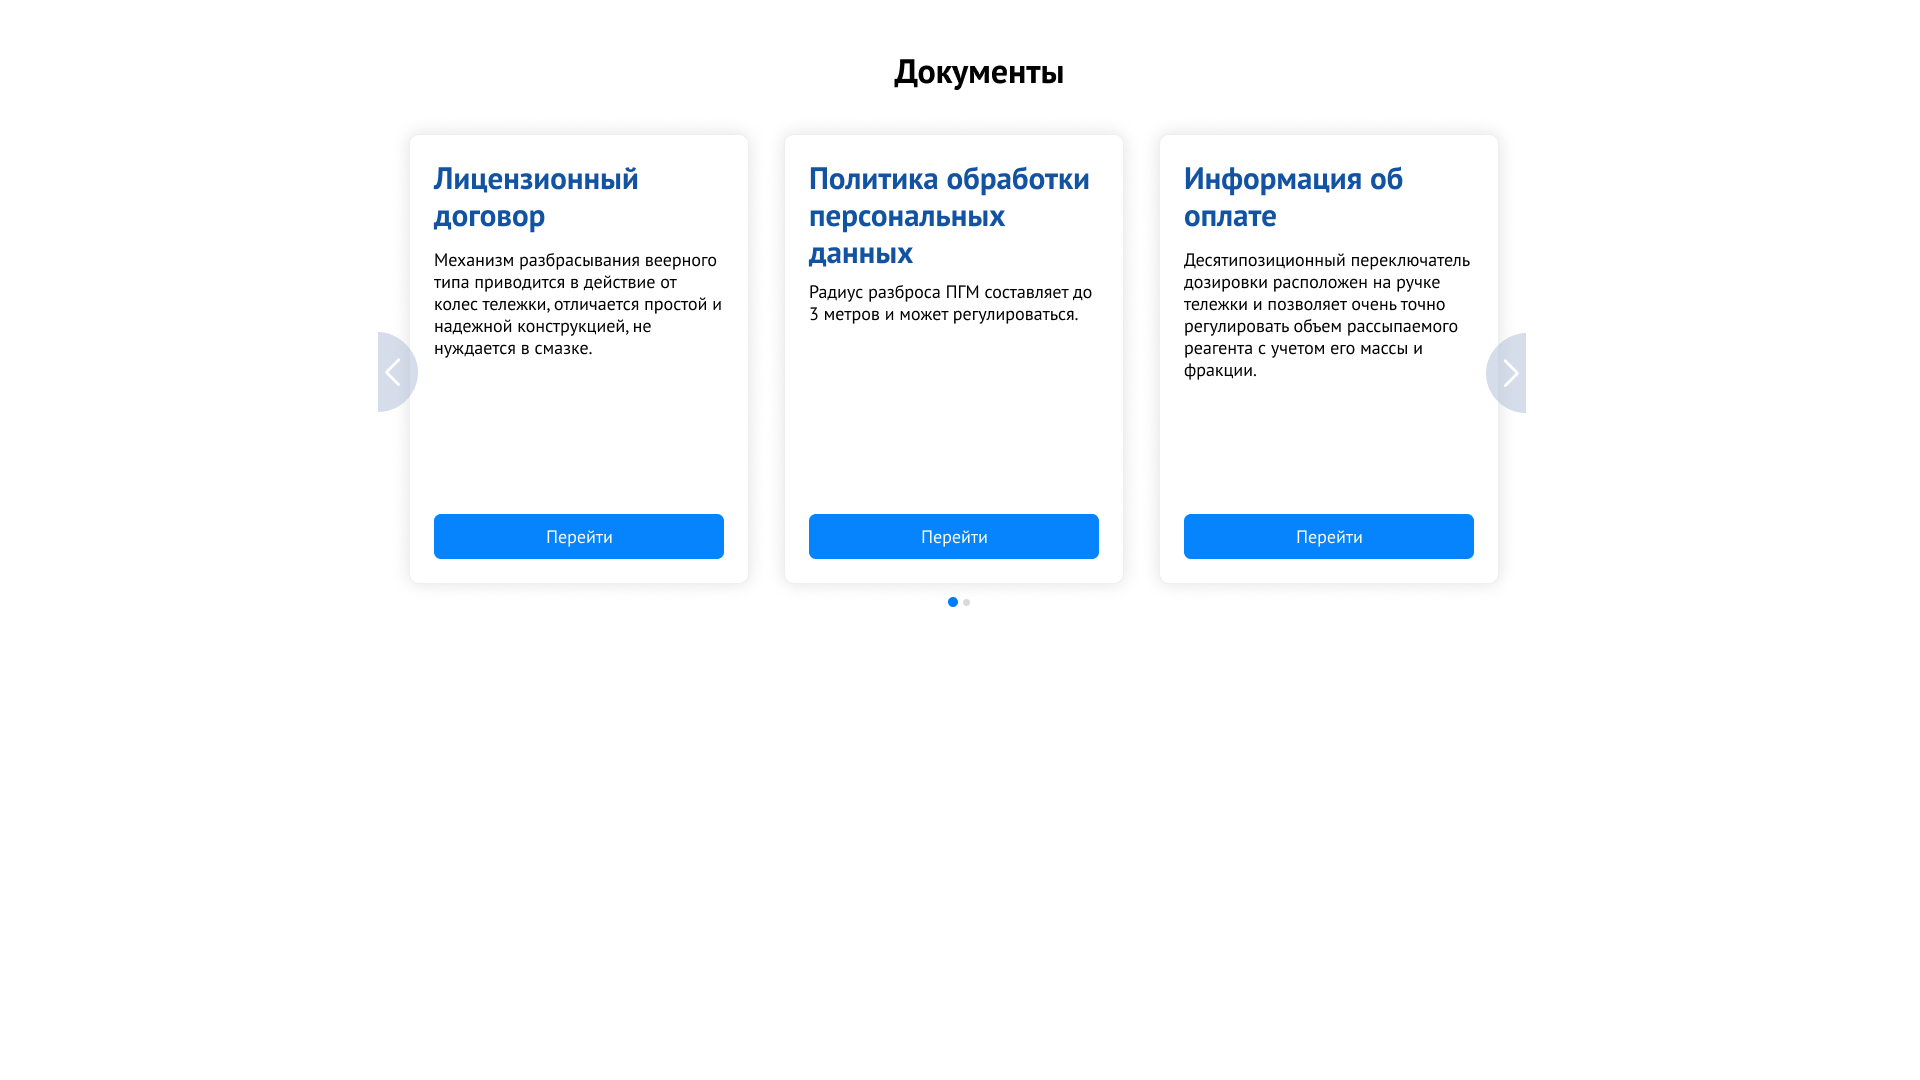 Документы
Лицензионный
договор
Механизм разбрасывания веерного
типа приводится в действие от
колес тележки, отличается простой и
надежной конструкцией, не
нуждается в смазке.
Перейти
Политика обработки
персональных
данных
Радиус разброса ПГМ составляет до
3 метров и может регулироваться.
Перейти
Информация об
оплате
Десятипозиционный переключатель
дозировки расположен на ручке
тележки и позволяет очень точно
регулировать объем рассыпаемого
реагента с учетом его массы и
фракции.
Перейти